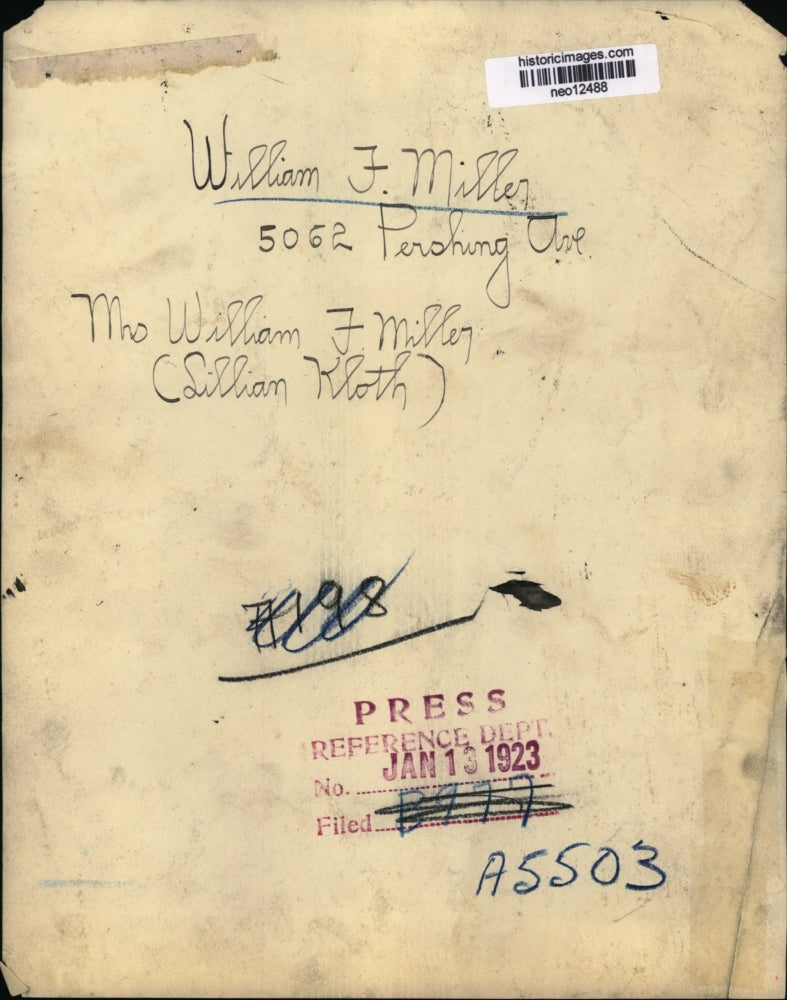 historicimages.com
neo12488
William F. Miller
5062 Pershing Ave.
Mrs William F. Miller
(Lillian Kloth)
PRESS
REFERENCE DEPT.
JAN 13 1923
No.
Filed B977
A5503